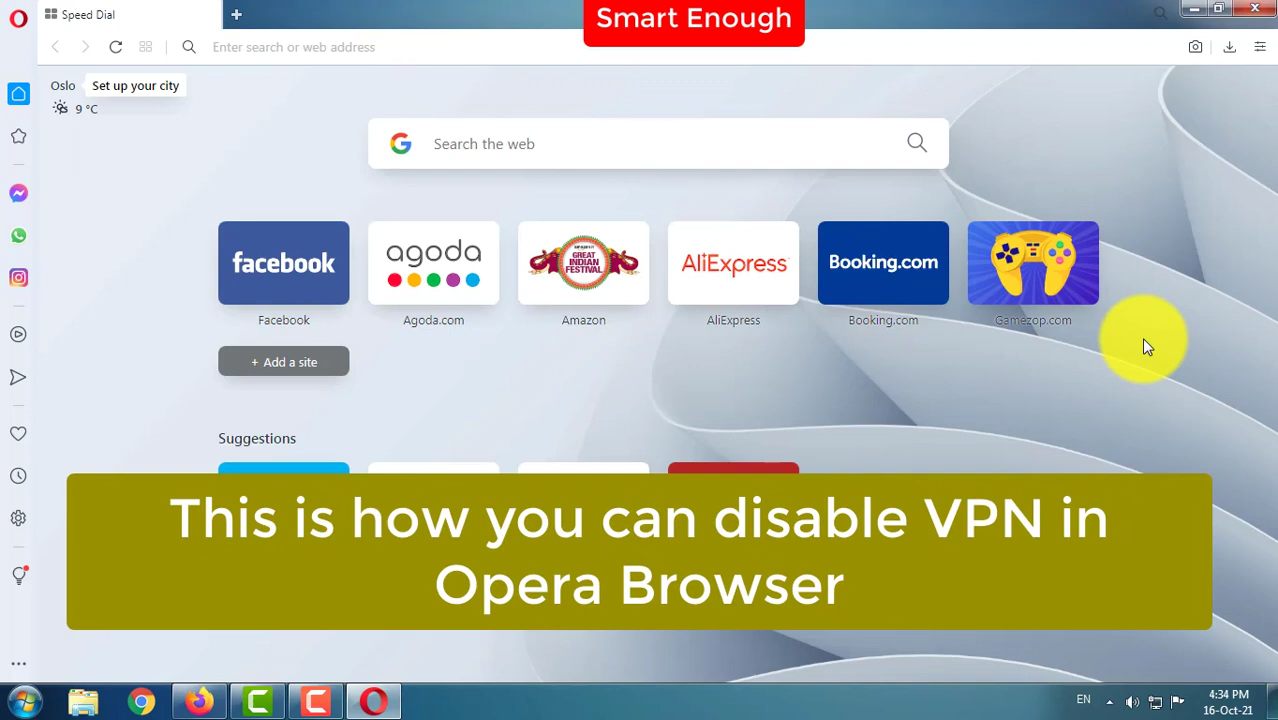 Speed Dial
Smart Enough
Enter search or web address
Oslo
Set up your city
9 °C
Search the web
facebook
agoda
amazon
GREAT
INDIAN
FESTIVAL
AliExpress
Booking.com
Facebook
Agoda.com
Amazon
AliExpress
Booking.com
Gamezop.com
+ Add a site
Suggestions
This is how you can disable VPN in
Opera Browser
EN
4:34 PM
16-Oct-21